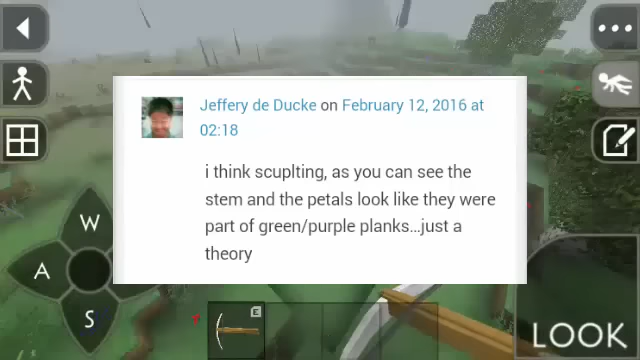 Jeffery de Ducke on February 12, 2016 at
02:18
i think scuplting, as you can see the
stem and the petals look like they were
part of green/purple planks...just a
theory
W
A
S
E
LOOK